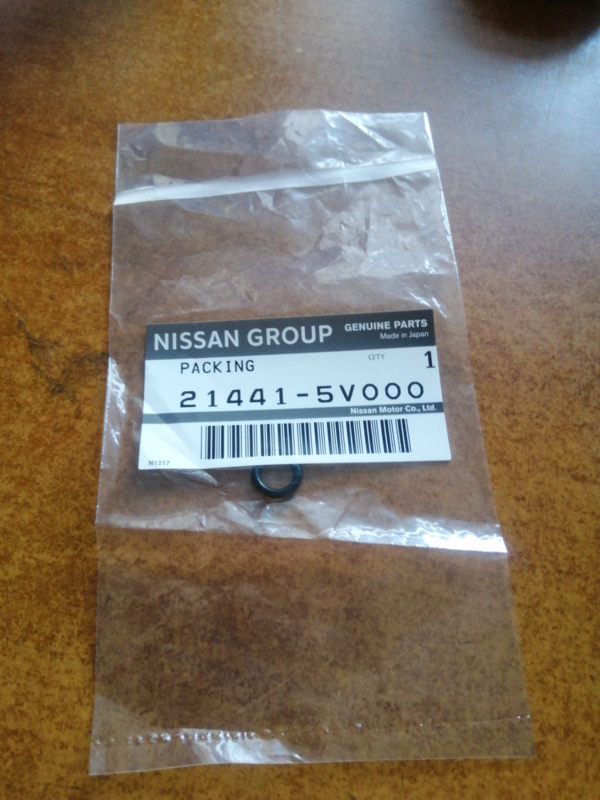 NISSAN GROUP
GENUINE PARTS
Made in Japan
PACKING
QTY
1
21441-5V000
Nissan Motor Co., Ltd.
N1217